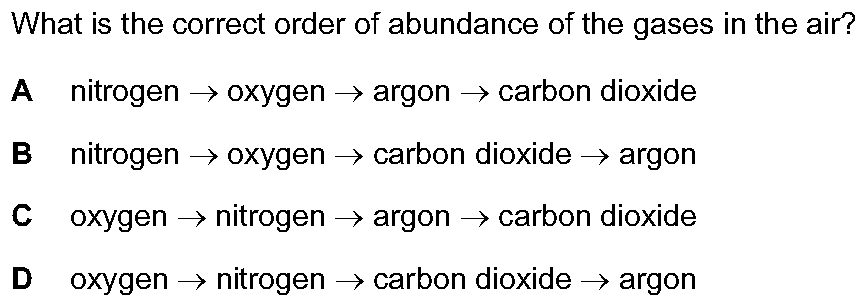 What is the correct order of abundance of the gases in the air?
A nitrogen → oxygen → argon → carbon dioxide
B nitrogen → oxygen → carbon dioxide → argon
C oxygen → nitrogen → argon → carbon dioxide
D oxygen → nitrogen → carbon dioxide → argon